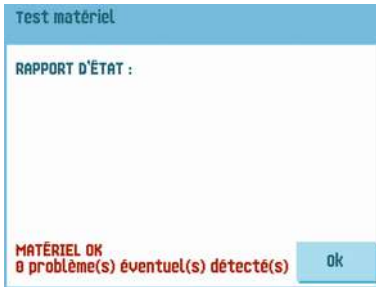 Test matériel
RAPPORT D'ÉTAT :
MATÉRIEL OK
0 problème(s) éventuel(s) détecté(s)
ok